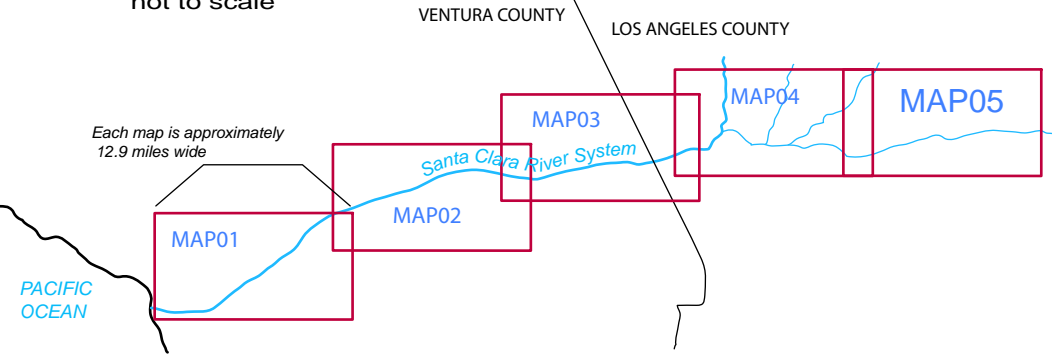 not to scale
VENTURA COUNTY
LOS ANGELES COUNTY
MAP04
MAP05
MAP03
Each map is approximately
12.9 miles wide
Santa Clara River System
MAP02
MAP01
PACIFIC
OCEAN